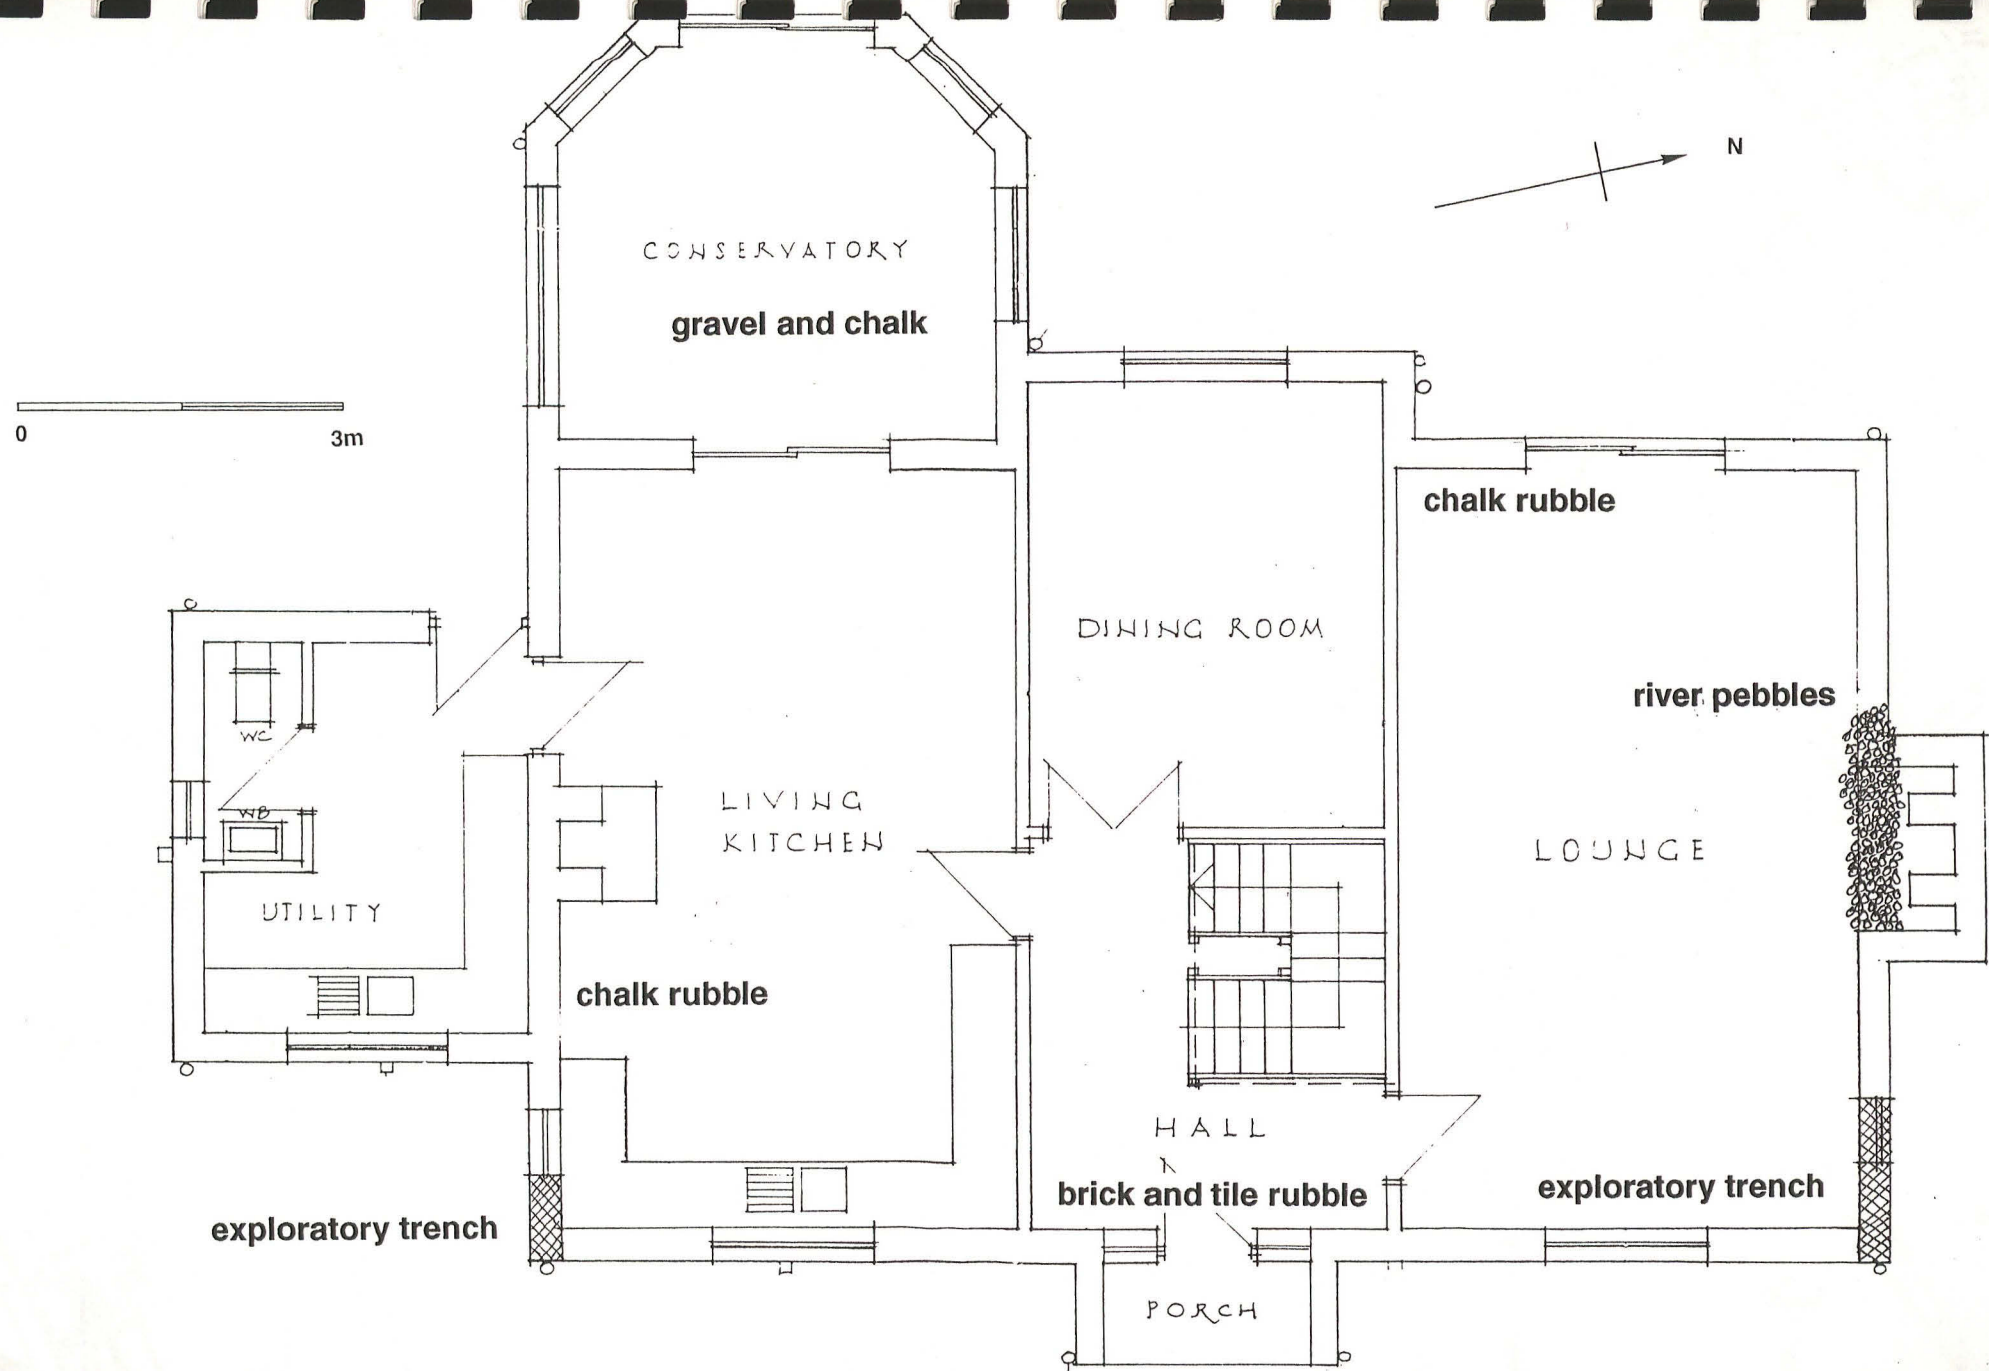 N
CONSERVATORY
gravel and chalk
0
3m
chalk rubble
DINING ROOM
river pebbles
WC
LIVING
KITCHEN
WB
LOUNGE
UTILITY
chalk rubble
HALL
brick and tile rubble
exploratory trench
exploratory trench
PORCH